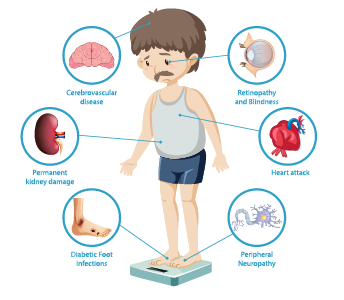 Cerebrovascular
disease
Retinopathy
and Blindness
Permanent
kidney damage
Heart attack
Diabetic Foot
Infections
Peripheral
Neuropathy